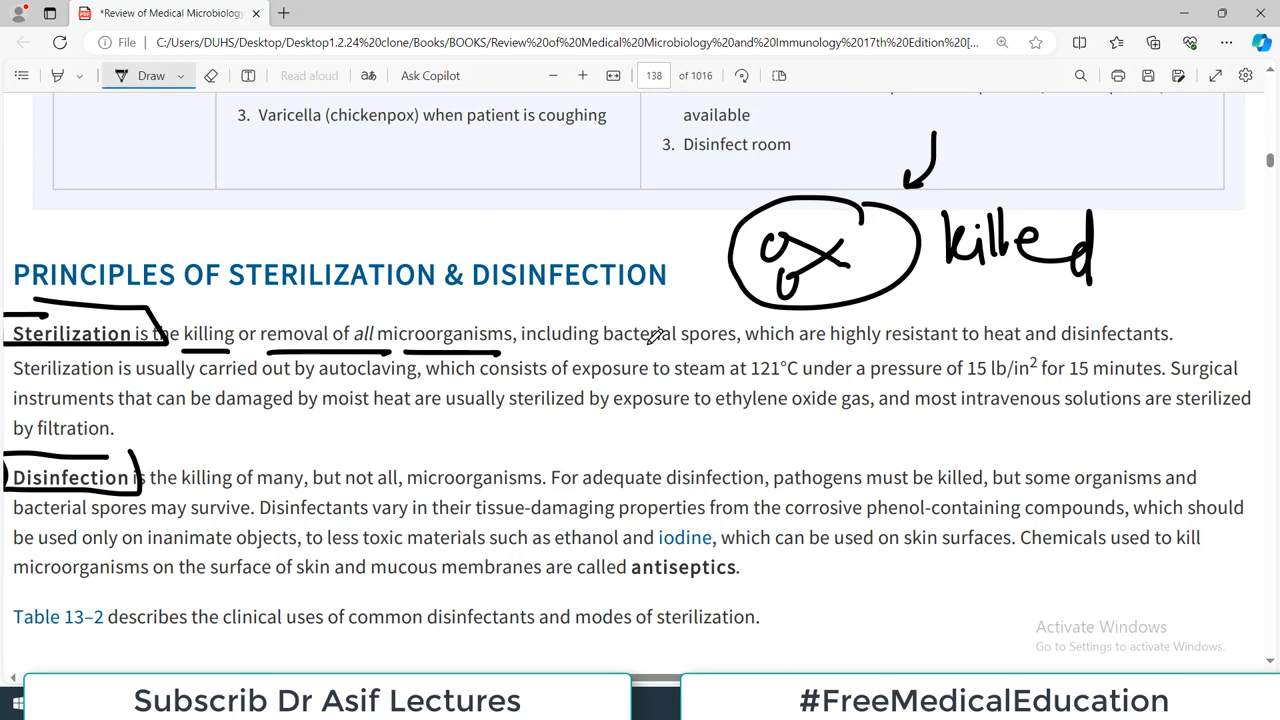 *Review of Medical Microbiology
File C:/Users/DUHS/Desktop/Desktop1.2.24%20clone/Books/BOOKS/Review%20of%20Medical%20Microbiology%20and%20Immunology%2017th%20Edition%20[...
Draw Read aloud Ask Copilot 138 of 1016
3. Varicella (chickenpox) when patient is coughing
available
3. Disinfect room
killed
PRINCIPLES OF STERILIZATION & DISINFECTION
Sterilization is the killing or removal of all microorganisms, including bacterial spores, which are highly resistant to heat and disinfectants.
Sterilization is usually carried out by autoclaving, which consists of exposure to steam at 121°C under a pressure of 15 lb/in2 for 15 minutes. Surgical
instruments that can be damaged by moist heat are usually sterilized by exposure to ethylene oxide gas, and most intravenous solutions are sterilized
by filtration.
Disinfection is the killing of many, but not all, microorganisms. For adequate disinfection, pathogens must be killed, but some organisms and
bacterial spores may survive. Disinfectants vary in their tissue-damaging properties from the corrosive phenol-containing compounds, which should
be used only on inanimate objects, to less toxic materials such as ethanol and iodine, which can be used on skin surfaces. Chemicals used to kill
microorganisms on the surface of skin and mucous membranes are called antiseptics.
Table 13–2 describes the clinical uses of common disinfectants and modes of sterilization.
Activate Windows
Go to Settings to activate Windows.
Subscrib Dr Asif Lectures
#FreeMedicalEducation